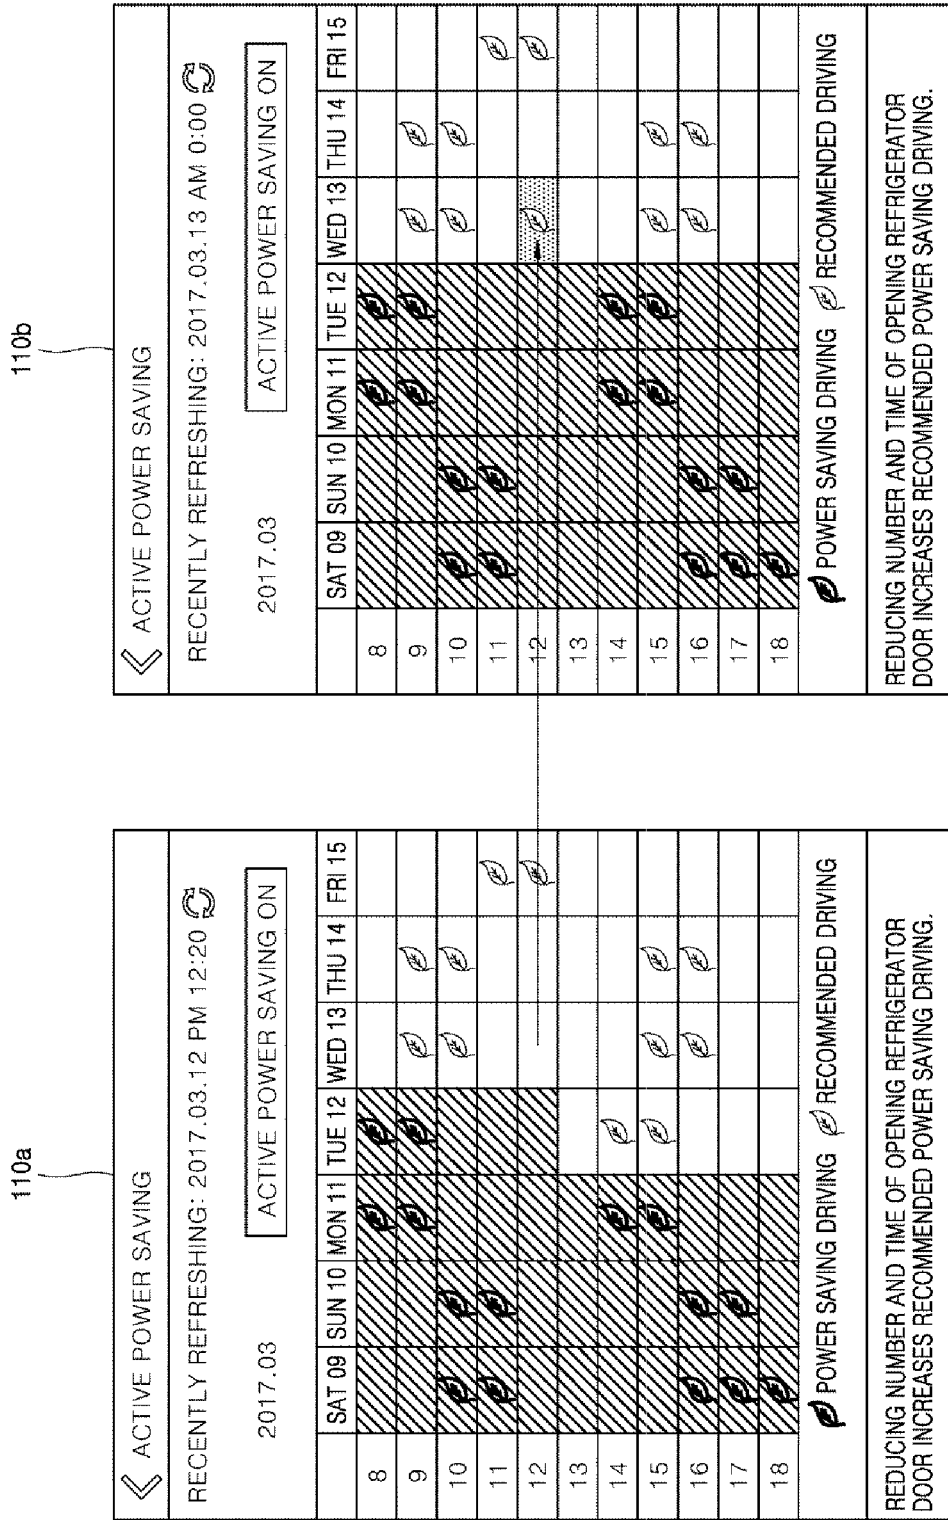 110a
ACTIVE POWER SAVING
RECENTLY REFRESHING: 2017.03.12 PM 12:20
2017.03
ACTIVE POWER SAVING ON
SAT 09 SUN 10 MON 11 TUE 12 WED 13 THU 14 FRI 15
8
9
10
11
12
13
14
15
16
17
18
POWER SAVING DRIVING RECOMMENDED DRIVING
REDUCING NUMBER AND TIME OF OPENING REFRIGERATOR
DOOR INCREASES RECOMMENDED POWER SAVING DRIVING.
110b
ACTIVE POWER SAVING
RECENTLY REFRESHING: 2017.03.13 AM 0:00
2017.03
ACTIVE POWER SAVING ON
SAT 09 SUN 10 MON 11 TUE 12 WED 13 THU 14 FRI 15
8
9
10
11
12
13
14
15
16
17
18
POWER SAVING DRIVING RECOMMENDED DRIVING
REDUCING NUMBER AND TIME OF OPENING REFRIGERATOR
DOOR INCREASES RECOMMENDED POWER SAVING DRIVING.